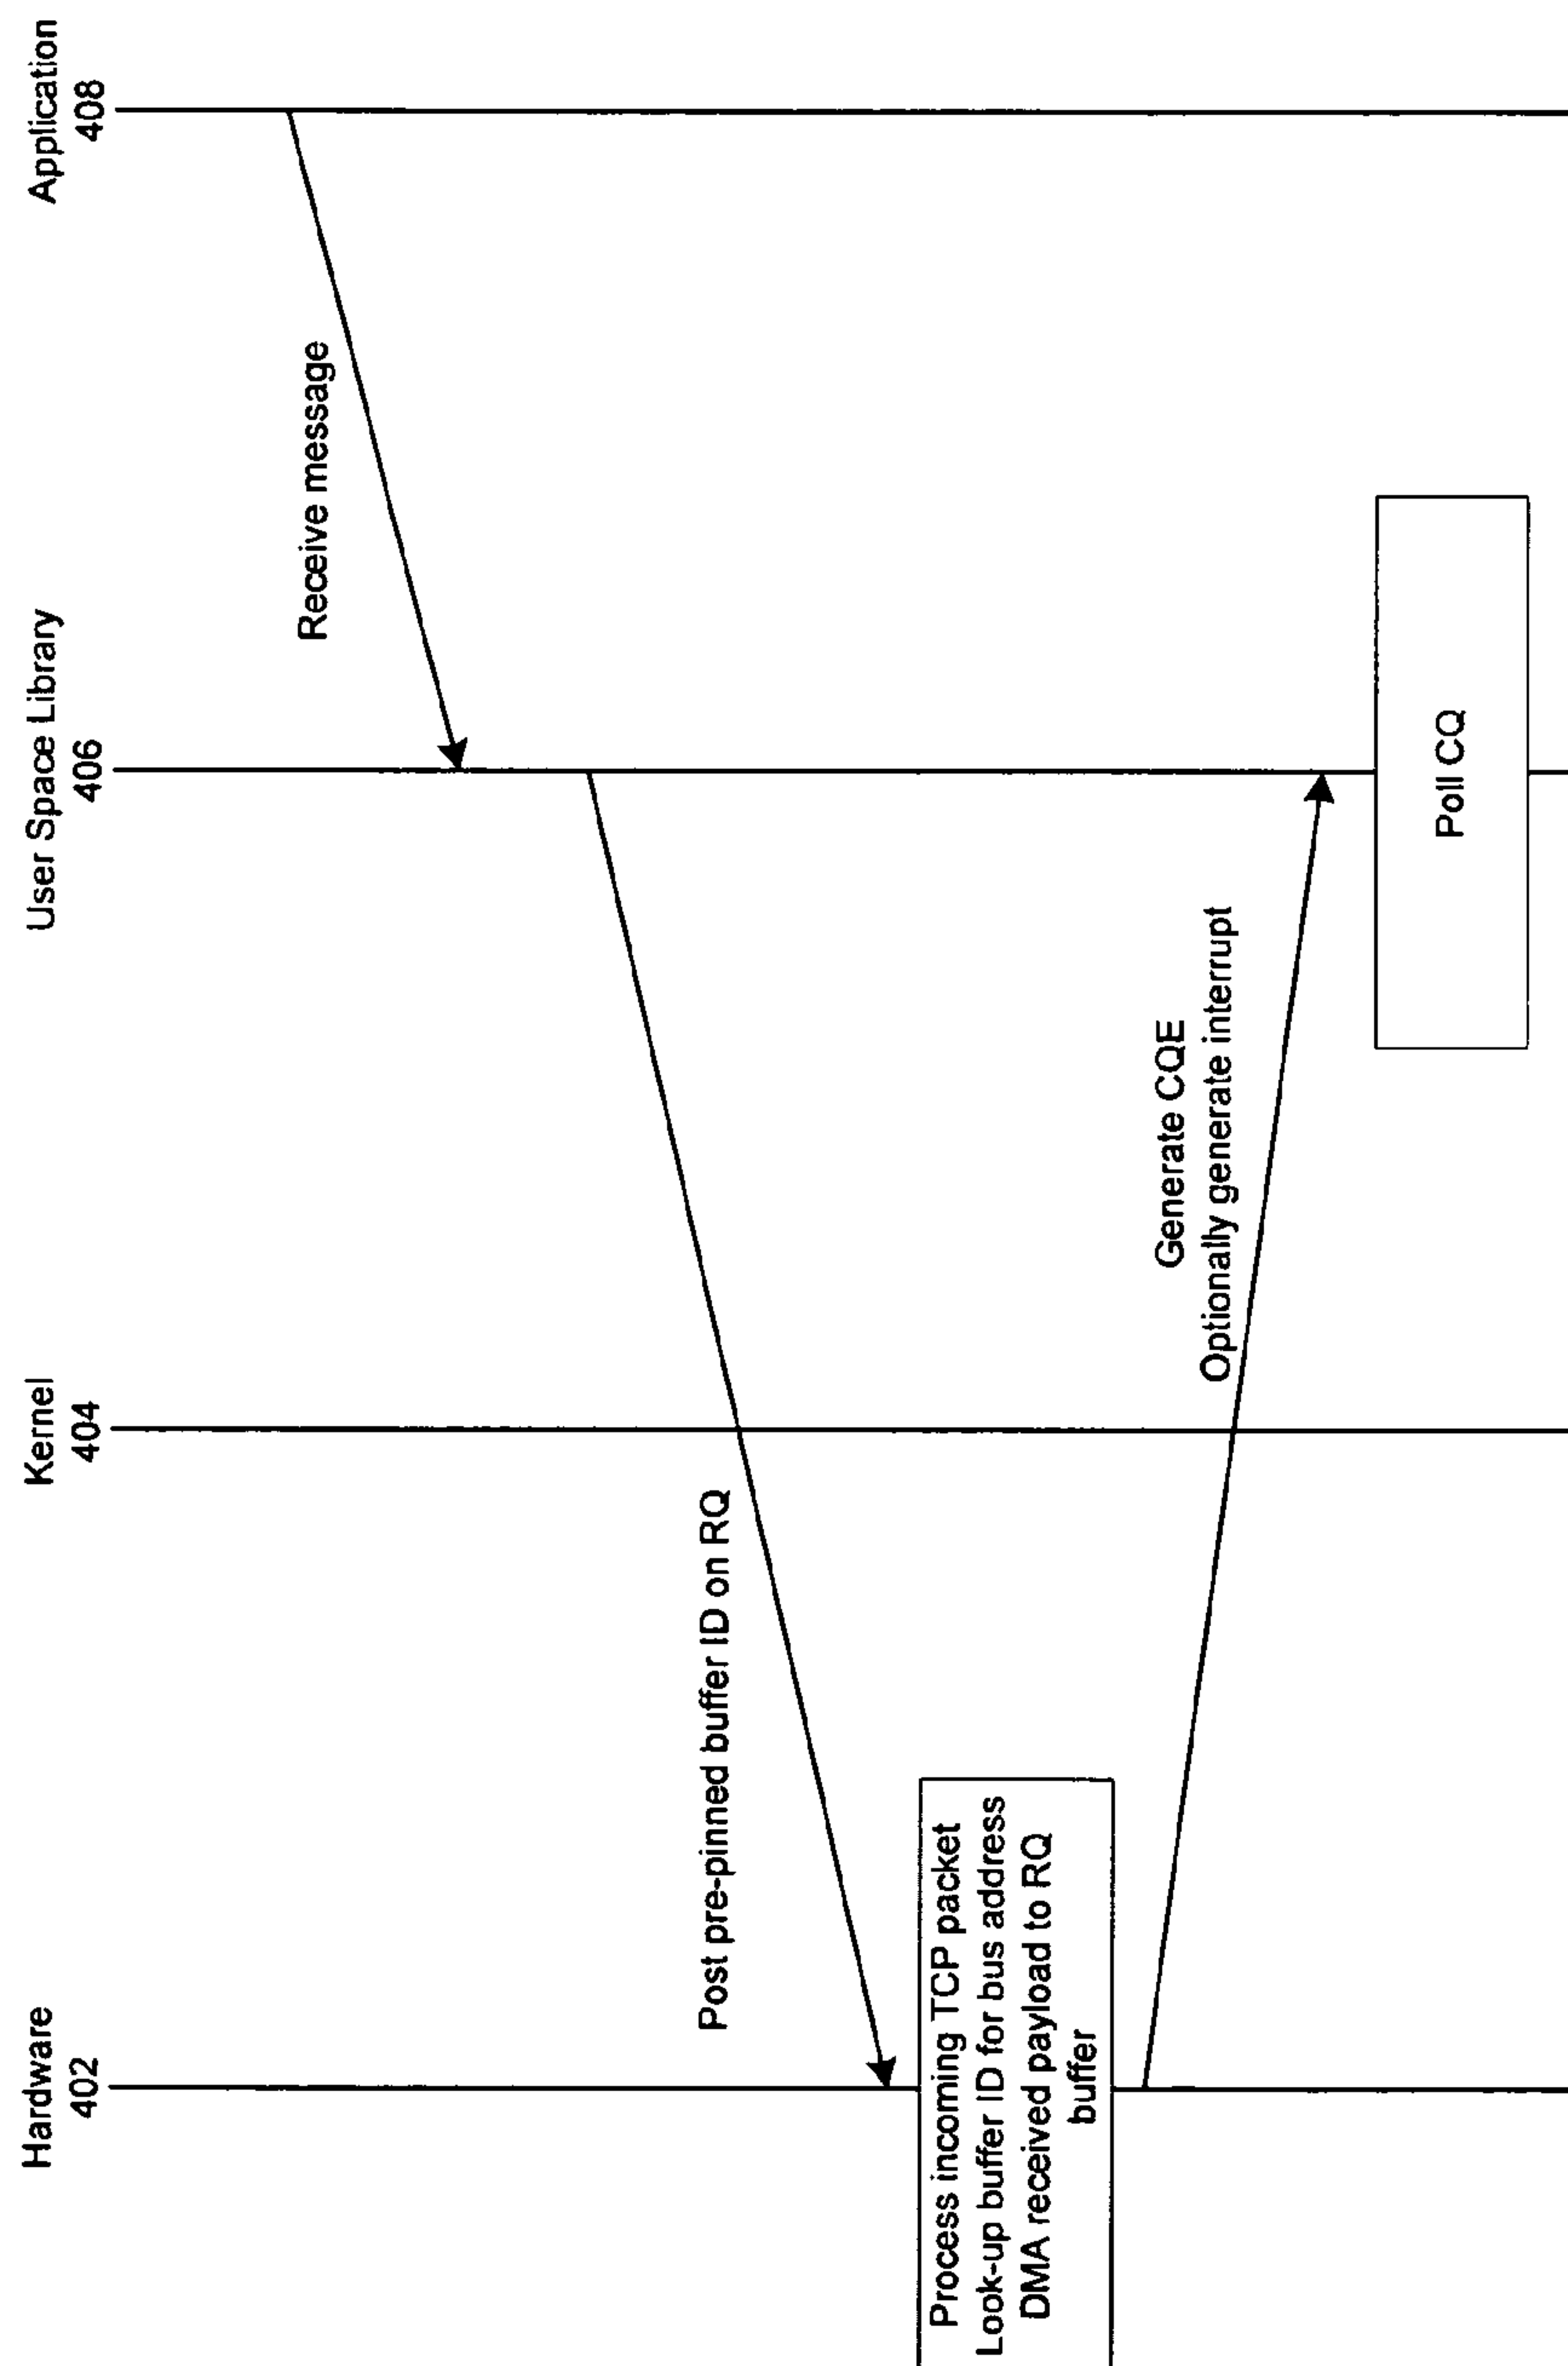 Hardware
402
Kernel
404
User Space Library
406
Application
408
Receive message
Post pre-pinned buffer ID on RQ
Process incoming TCP packet
Look-up buffer ID for bus address
DMA received payload to RQ
buffer
Generate CQE
Optionally generate interrupt
Poll CQ